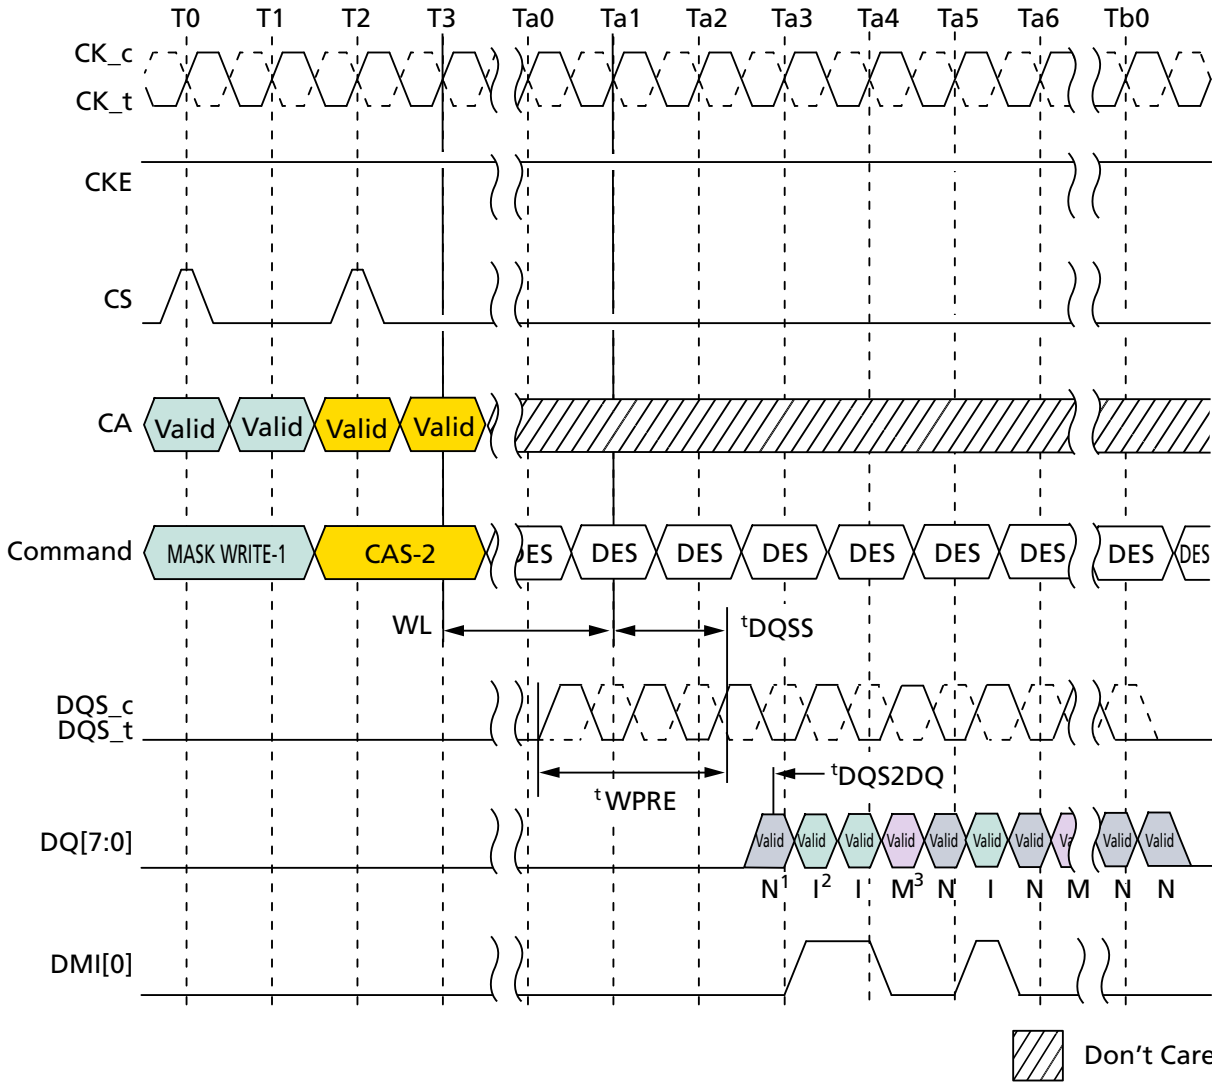 T0 T1 T2 T3 Ta0 Ta1 Ta2 Ta3 Ta4 Ta5 Ta6 Tb0
CK_c
CK_t
CKE
CS
CA Valid Valid Valid Valid
Command MASK WRITE-1 CAS-2 DES DES DES DES DES DES DES DES DES
WL tDQSS
DQS_c
DQS_t
tDQS2DQ
tWPRE
DQ[7:0] Valid Valid Valid Valid Valid Valid Valid Va Valid Valid
N1 I2 I M3 N I N M N N
DMI[0]
Don't Care